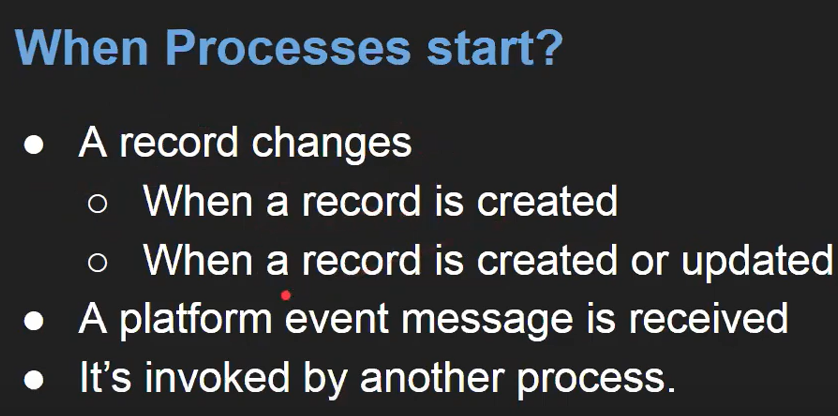 When Processes start?
● A record changes
○ When a record is created
○ When a record is created or updated
● A platform event message is received
● It's invoked by another process.